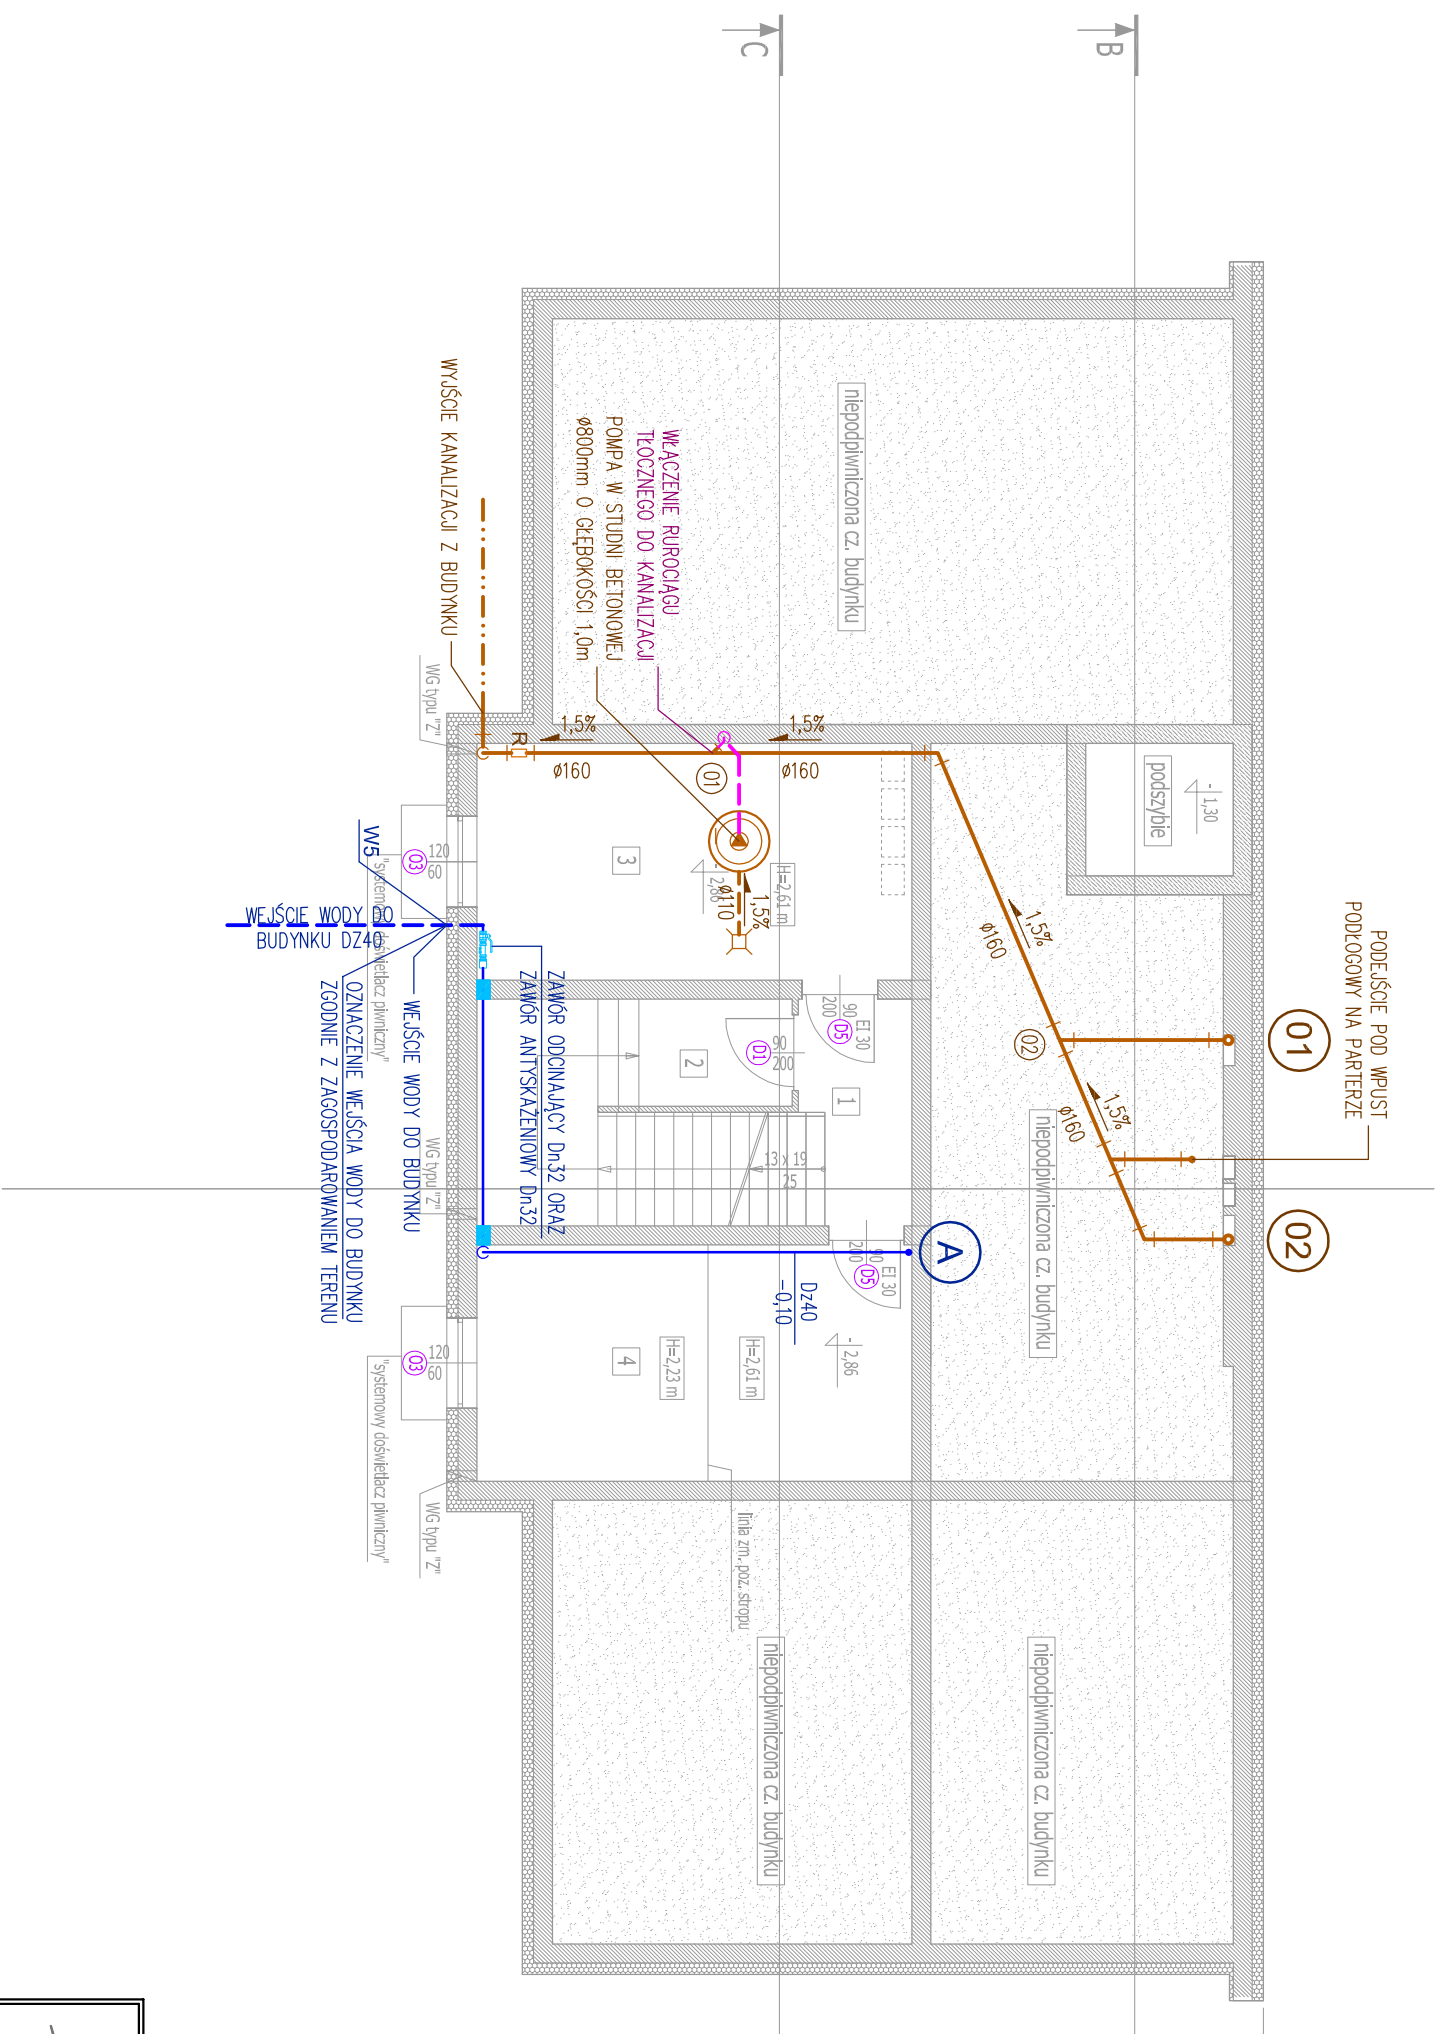 C
B
niepodpiwniczona cz. budynku
WŁĄCZENIE RUROCIĄGU
TŁOCZNEGO DO KANALIZACJI
POMPA W STUDNI BETONOWEJ
Ø800mm O GŁĘBOKOŚCI 1,0m
WYJŚCIE KANALIZACJI Z BUDYNKU
WG typu "Z"
R
1,5%
ø160
1,5%
ø160
01
podszybie
- 1,30
3
H=2,61 m
- 2,86
1,5%
ø110
120
60
03
W5
"systemowy doświetlacz piwniczny"
WEJŚCIE WODY DO
BUDYNKU DZ40
1,5%
ø160
02
1,5%
ø160
PODEJŚCIE POD WPUST
PODŁOGOWY NA PARTERZE
01
02
niepodpiwniczona cz. budynku
ZAWÓR ODCINAJĄCY Dn32 ORAZ
ZAWÓR ANTYSKAŻENIOWY Dn32
WEJŚCIE WODY DO BUDYNKU
OZNACZENIE WEJŚCIA WODY DO BUDYNKU
ZGODNIE Z ZAGOSPODAROWANIEM TERENU
EI 30
90
200
D5
90
200
D1
2
1
13 x 19
25
WG typu "Z"
EI 30
90
200
D5
A
Dz40
-0,10
- 2,86
H=2,61 m
H=2,23 m
4
120
60
03
"systemowy doświetlacz piwniczny"
WG typu "Z"
linia zm. poz. stropu
niepodpiwniczona cz. budynku
niepodpiwniczona cz. budynku